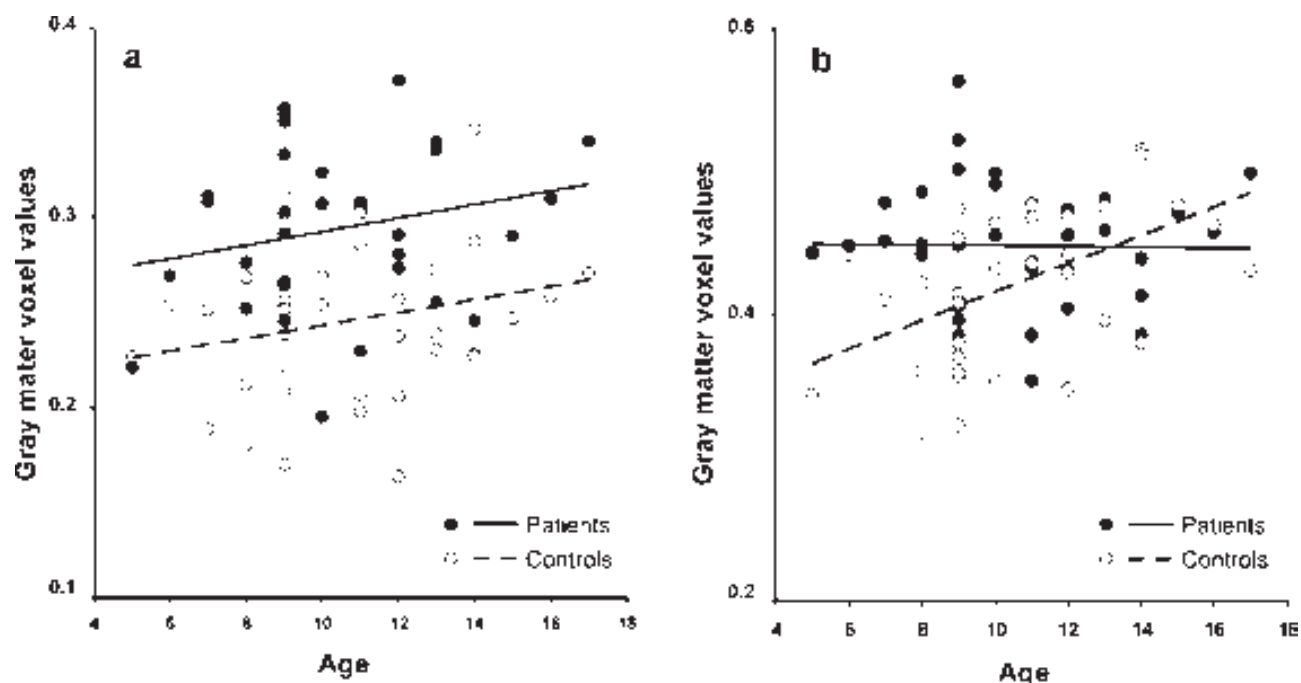 a
0.4
0.3
0.2
0.1
Gray mater voxel values
4 6 8 10 12 14 16 18
Age
Patients
Controls
b
0.6
0.4
0.2
Gray matter voxel values
4 6 8 10 12 14 16 18
Age
Patients
Controls